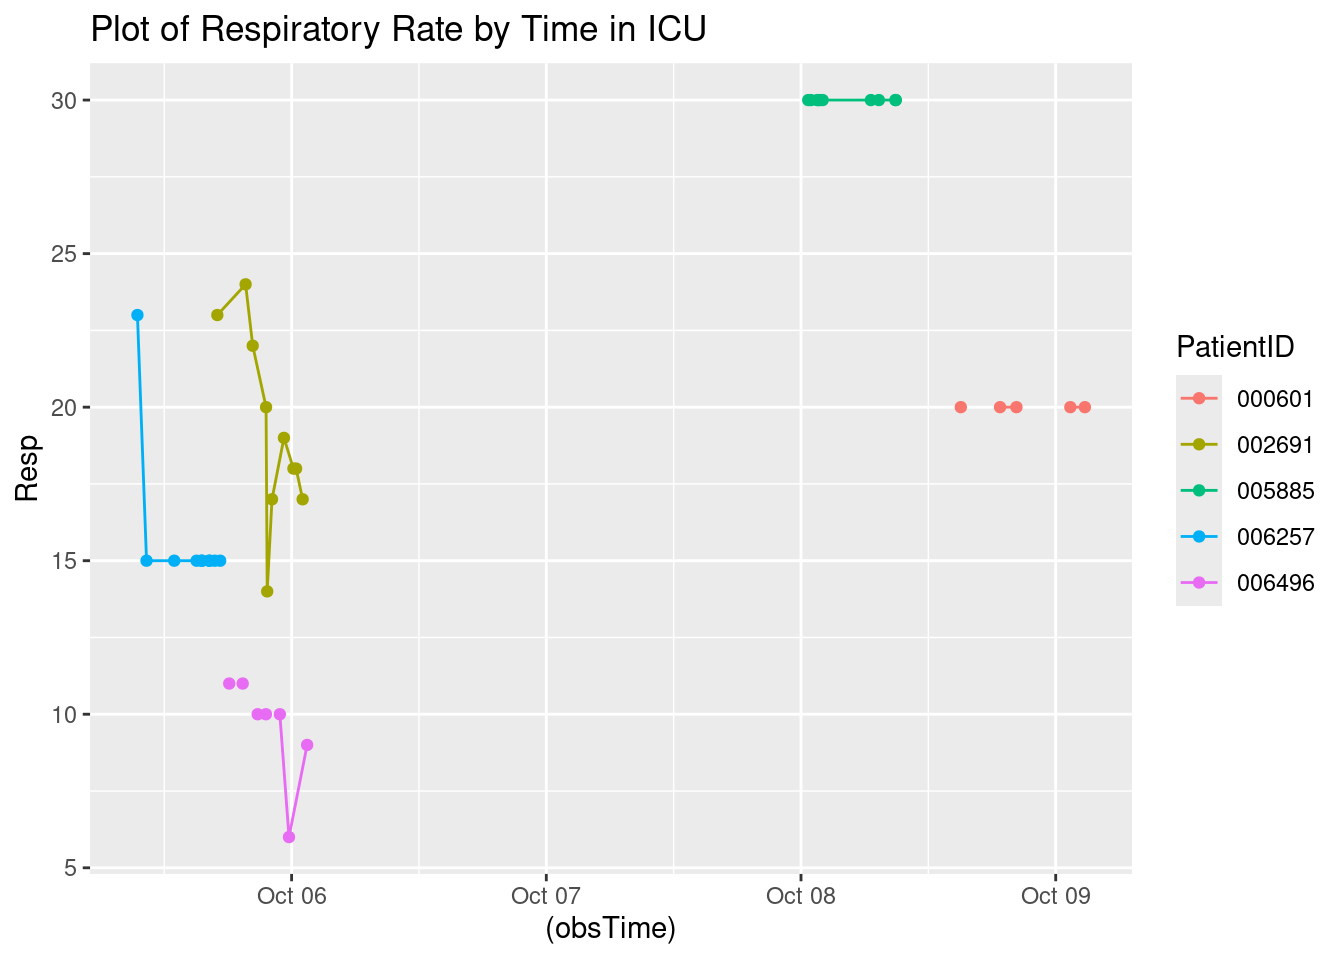 Plot of Respiratory Rate by Time in ICU
30
25
20
15
10
5
Resp
Oct 06
Oct 07
Oct 08
Oct 09
(obsTime)
PatientID
000601
002691
005885
006257
006496